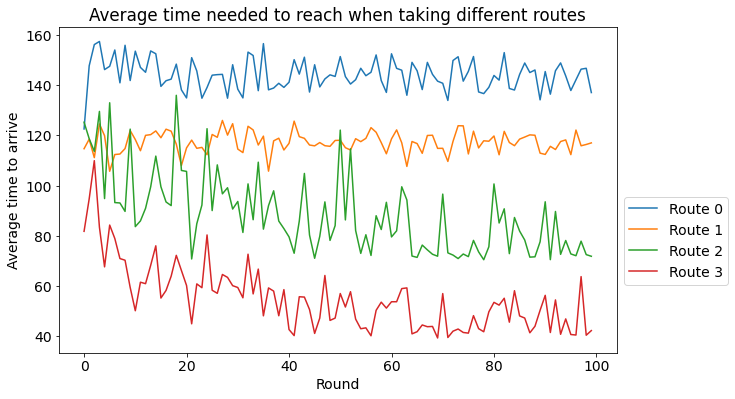 Average time needed to reach when taking different routes
Average time to arrive
160
140
120
100
80
60
40
0
20
40
60
80
100
Round
Route 0
Route 1
Route 2
Route 3